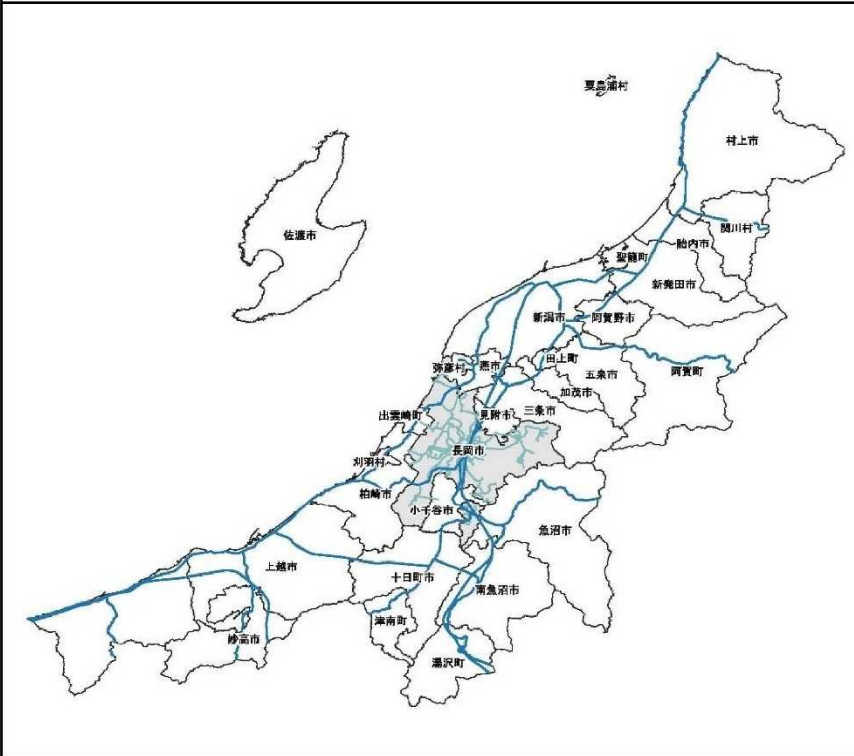 粟島浦村
村上市
関川村
佐渡市
胎内市
聖籠町
新発田市
新潟市
阿賀野市
田上町
弥彦村
燕市
五泉市
阿賀町
加茂市
出雲崎町
見附市
三条市
長岡市
刈羽村
柏崎市
小千谷市
魚沼市
上越市
十日町市
南魚沼市
津南町
妙高市
湯沢町